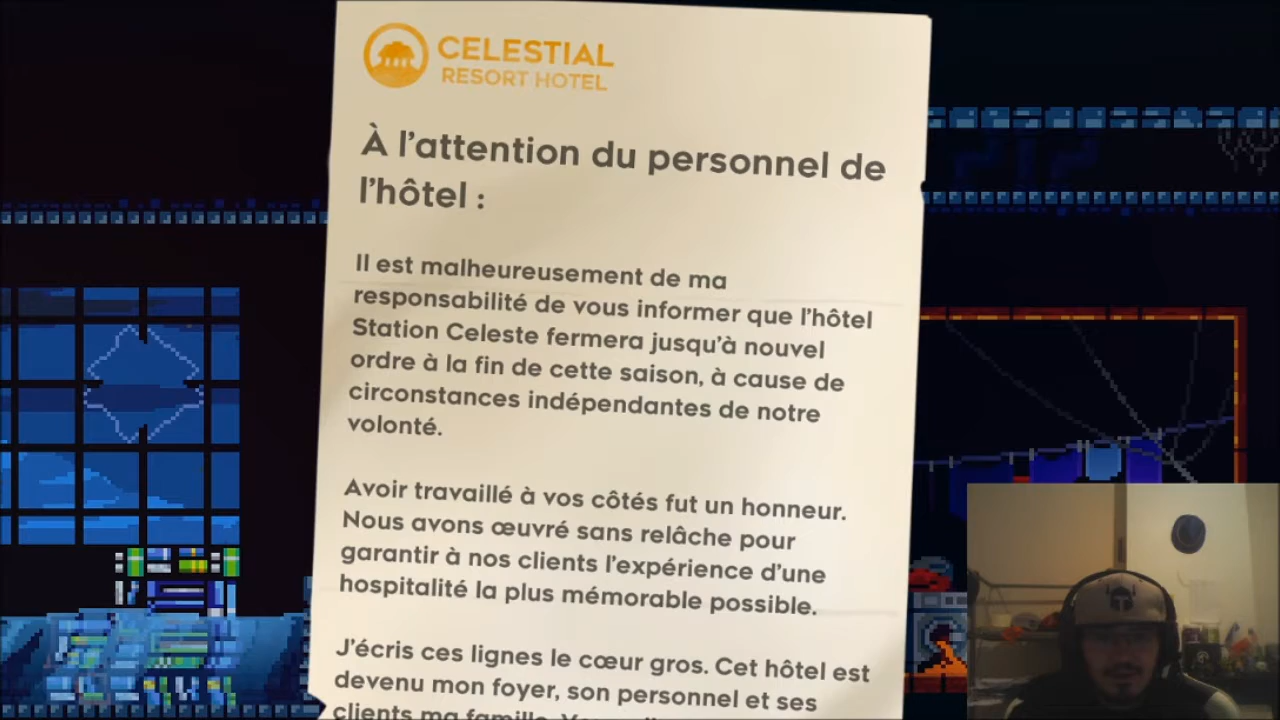 CELESTIAL
RESORT HOTEL
À l'attention du personnel de
l'hôtel :
Il est malheureusement de ma
responsabilité de vous informer que l'hôtel
Station Celeste fermera jusqu'à nouvel
ordre à la fin de cette saison, à cause de
circonstances indépendantes de notre
volonté.
Avoir travaillé à vos côtés fut un honneur.
Nous avons œuvré sans relâche pour
garantir à nos clients l'expérience d'une
hospitalité la plus mémorable possible.
J'écris ces lignes le cœur gros. Cet hôtel est
devenu mon foyer, son personnel et ses
clients ma famille.